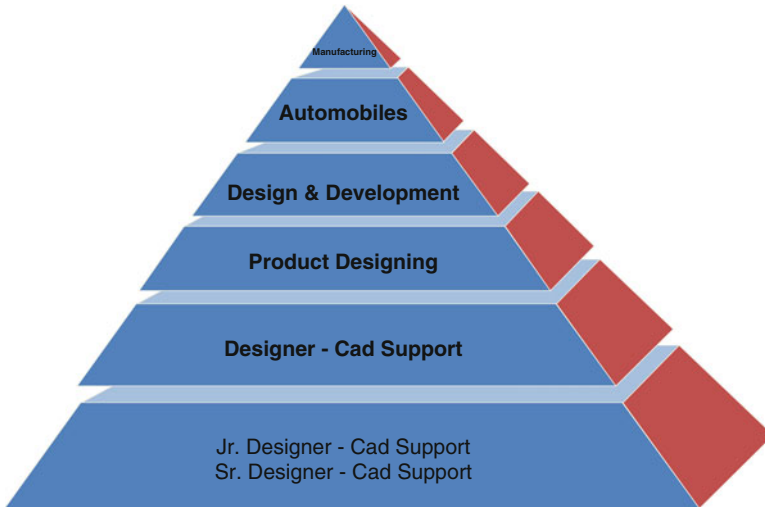 Manufacturing
Automobiles
Design & Development
Product Designing
Designer - Cad Support
Jr. Designer - Cad Support
Sr. Designer - Cad Support